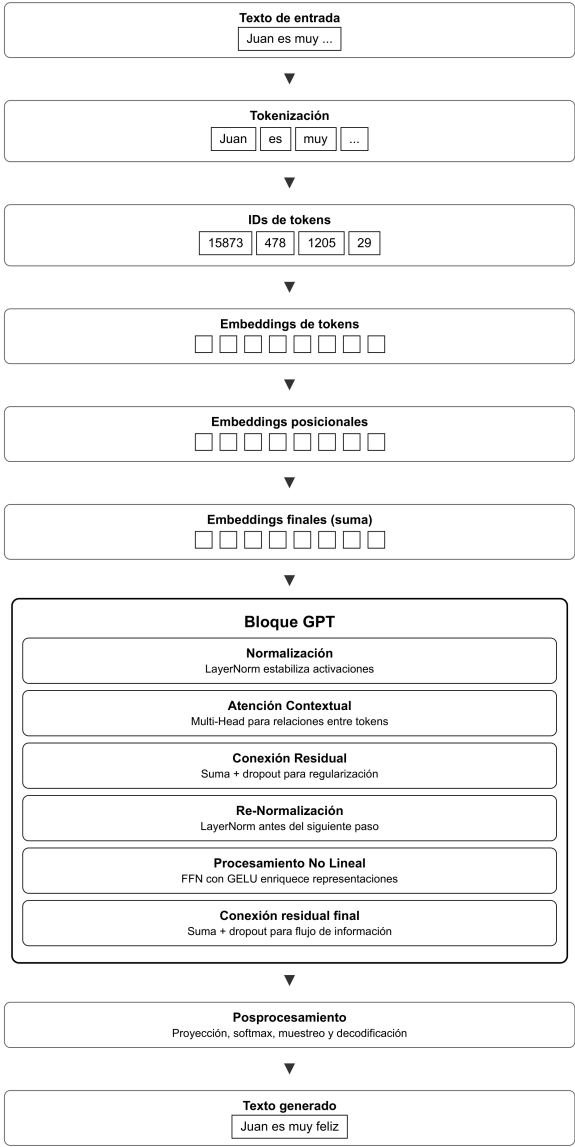 Texto de entrada
Juan es muy ...
Tokenización
Juan es muy ...
IDs de tokens
15873 478 1205 29
Embeddings de tokens
Embeddings posicionales
Embeddings finales (suma)
Bloque GPT
Normalización
LayerNorm estabiliza activaciones
Atención Contextual
Multi-Head para relaciones entre tokens
Conexión Residual
Suma + dropout para regularización
Re-Normalización
LayerNorm antes del siguiente paso
Procesamiento No Lineal
FFN con GELU enriquece representaciones
Conexión residual final
Suma + dropout para flujo de información
Posprocesamiento
Proyección, softmax, muestreo y decodificación
Texto generado
Juan es muy feliz